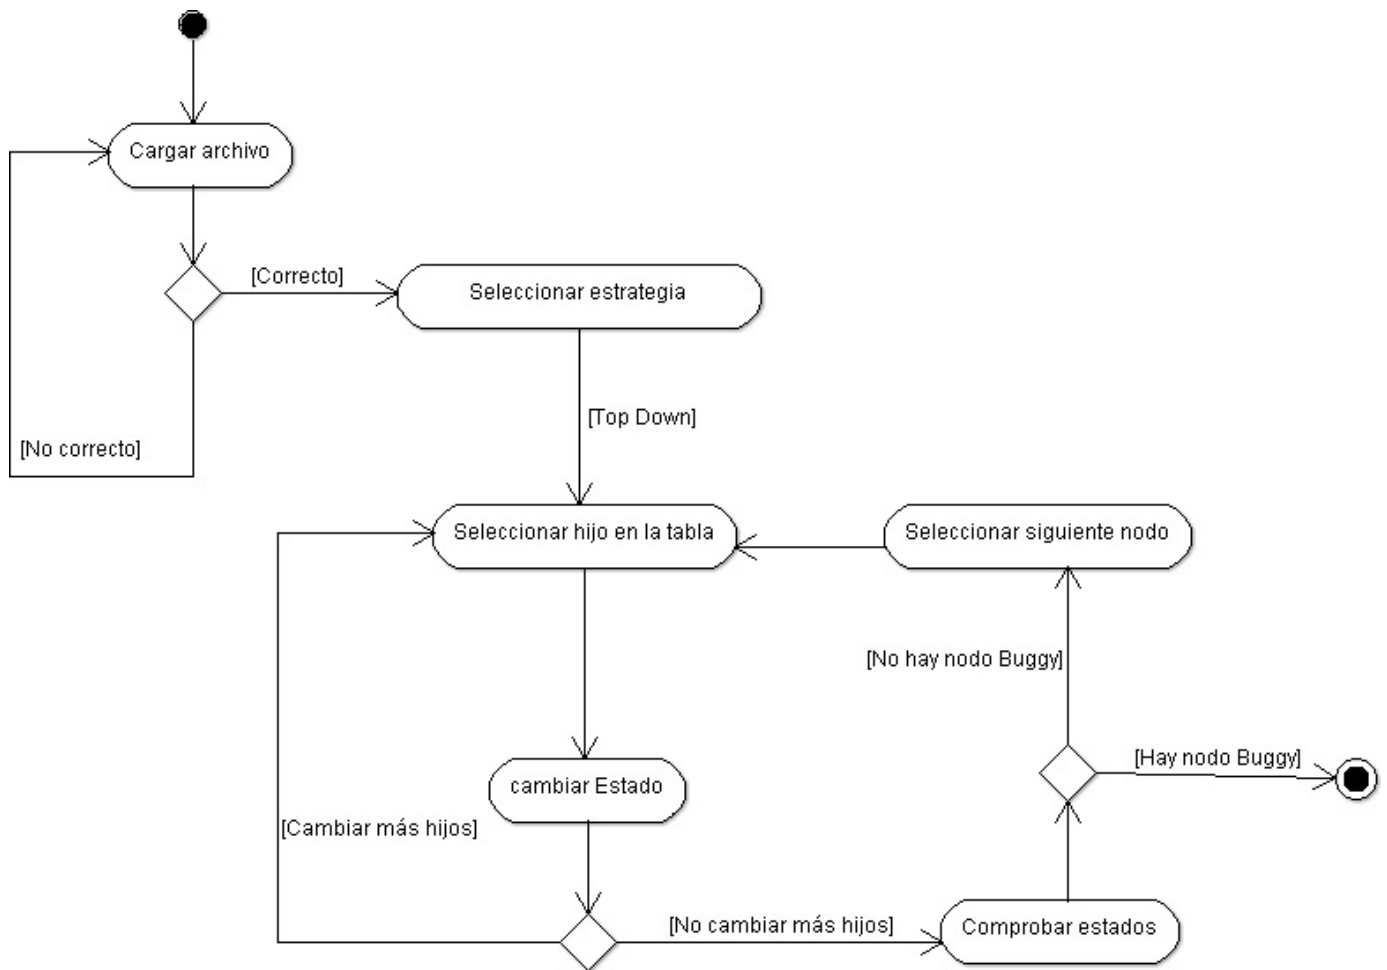 Cargar archivo
[Correcto]
Seleccionar estrategia
[No correcto]
[Top Down]
Seleccionar hijo en la tabla
Seleccionar siguiente nodo
[No hay nodo Buggy]
[Hay nodo Buggy]
cambiar Estado
[Cambiar más hijos]
[No cambiar más hijos]
Comprobar estados